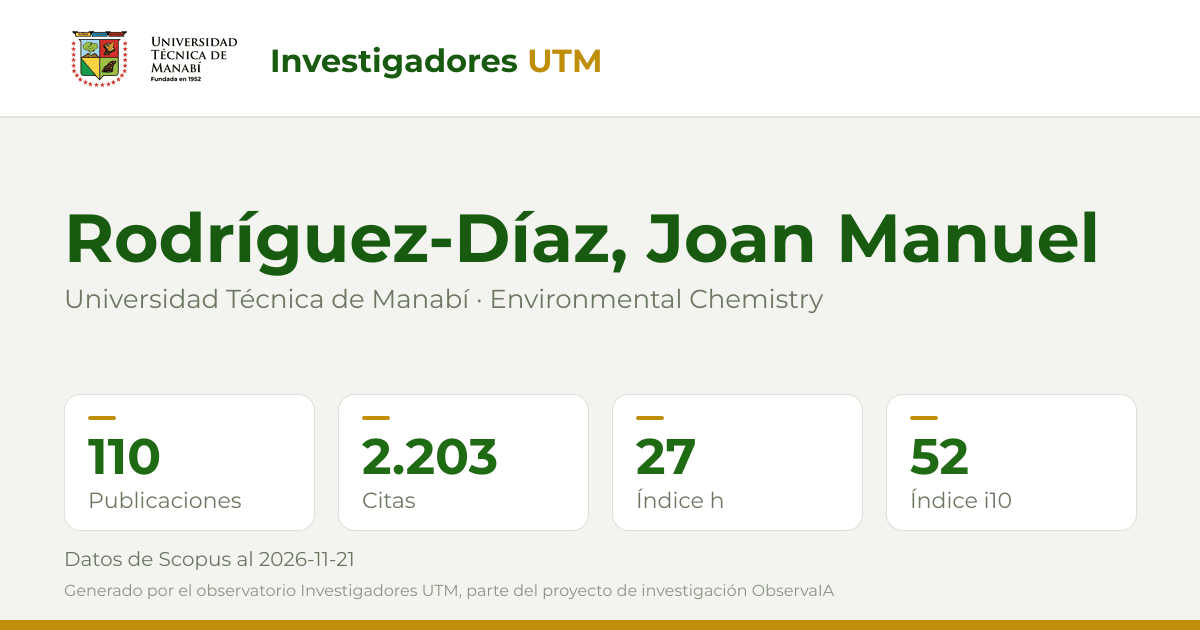 UNIVERSIDAD
TÉCNICA DE
MANABÍ
Fundada en 1952
Investigadores UTM
Rodríguez-Díaz, Joan Manuel
Universidad Técnica de Manabí · Environmental Chemistry
110
Publicaciones
2.203
Citas
27
Índice h
52
Índice i10
Datos de Scopus al 2026-11-21
Generado por el observatorio Investigadores UTM, parte del proyecto de investigación ObservaIA